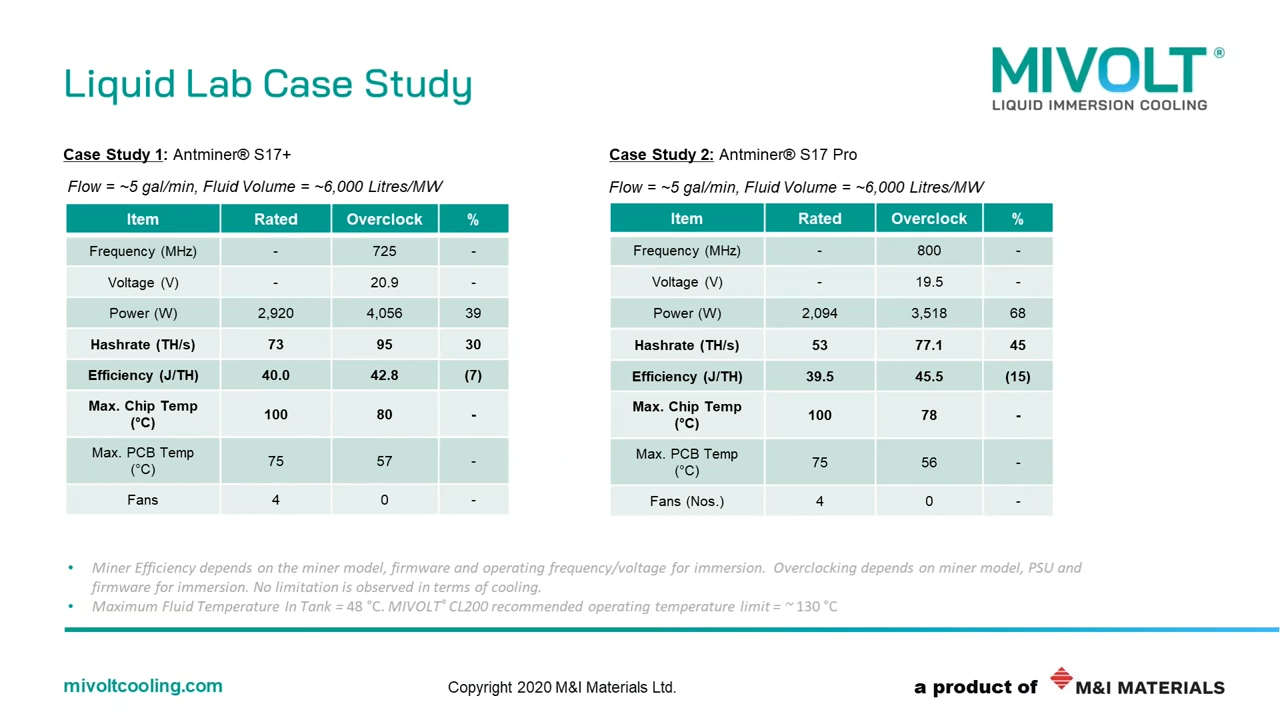 Liquid Lab Case Study
MIVOLT®
LIQUID IMMERSION COOLING
Case Study 1: Antminer® S17+
Flow = ~5 gal/min, Fluid Volume = ~6,000 Litres/MW
Item Rated Overclock %
Frequency (MHz) - 725 -
Voltage (V) - 20.9 -
Power (W) 2,920 4,056 39
Hashrate (TH/s) 73 95 30
Efficiency (J/TH) 40.0 42.8 (7)
Max. Chip Temp
(°C) 100 80 -
Max. PCB Temp
(°C) 75 57 -
Fans 4 0 -
Case Study 2: Antminer® S17 Pro
Flow = ~5 gal/min, Fluid Volume = ~6,000 Litres/MW
Item Rated Overclock %
Frequency (MHz) - 800 -
Voltage (V) - 19.5 -
Power (W) 2,094 3,518 68
Hashrate (TH/s) 53 77.1 45
Efficiency (J/TH) 39.5 45.5 (15)
Max. Chip Temp
(°C) 100 78 -
Max. PCB Temp
(°C) 75 56 -
Fans (Nos.) 4 0 -
• Miner Efficiency depends on the miner model, firmware and operating frequency/voltage for immersion. Overclocking depends on miner model, PSU and
firmware for immersion. No limitation is observed in terms of cooling.
• Maximum Fluid Temperature In Tank = 48 °C. MIVOLT® CL200 recommended operating temperature limit = ~ 130 °C
mivoltcooling.com
Copyright 2020 M&I Materials Ltd.
a product of M&I MATERIALS